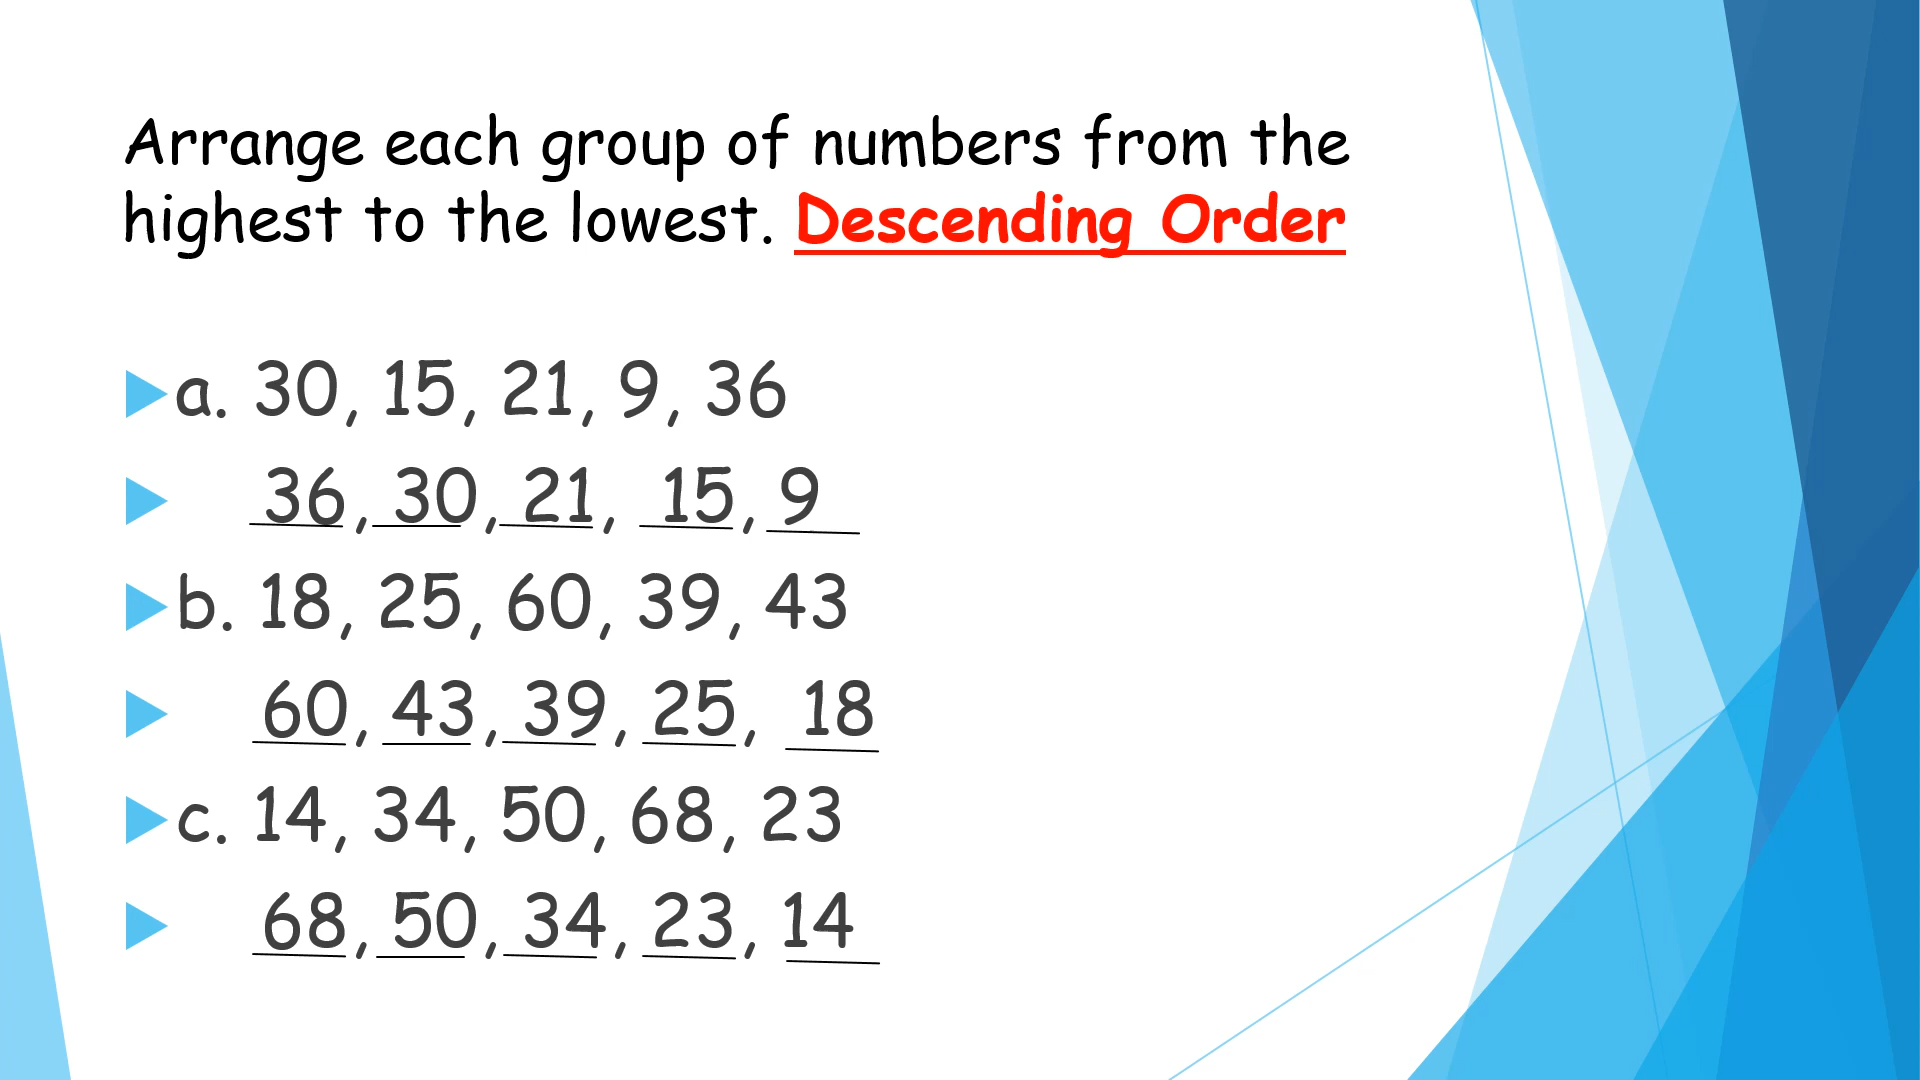 Arrange each group of numbers from the
highest to the lowest. Descending Order
a. 30, 15, 21, 9, 36
36, 30, 21, 15, 9
b. 18, 25, 60, 39, 43
60, 43, 39, 25, 18
c. 14, 34, 50, 68, 23
68, 50, 34, 23, 14